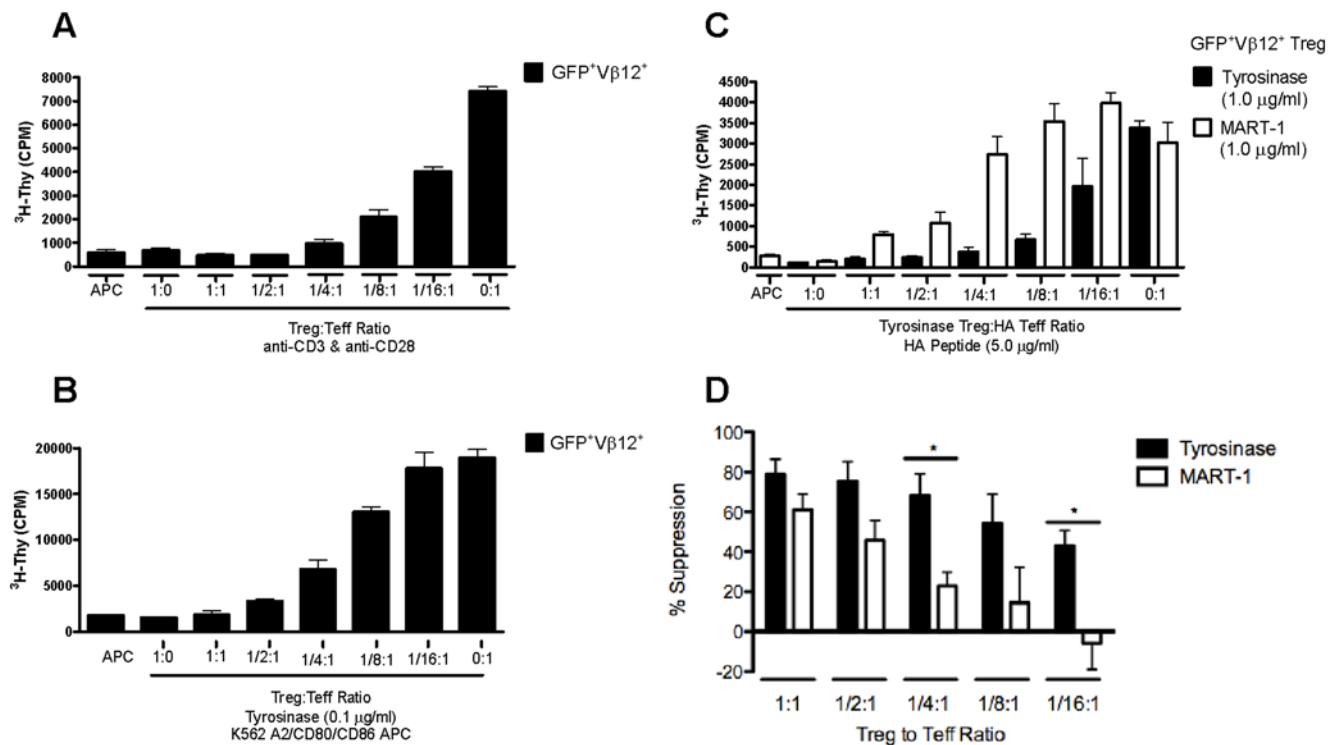 A
³H-Thy (CPM)
8000
7000
6000
5000
4000
3000
2000
1000
0
GFP⁺Vβ12⁺
APC 1:0 1:1 1/2:1 1/4:1 1/8:1 1/16:1 0:1
Treg:Teff Ratio
anti-CD3 & anti-CD28
B
³H-Thy (CPM)
20000
15000
10000
5000
0
GFP⁺Vβ12⁺
APC 1:0 1:1 1/2:1 1/4:1 1/8:1 1/16:1 0:1
Treg:Teff Ratio
Tyrosinase (0.1 μg/ml)
K562 A2/CD80/CD86 APC
C
³H-Thy (CPM)
4500
4000
3500
3000
2500
2000
1500
1000
500
0
GFP⁺Vβ12⁺ Treg
Tyrosinase
(1.0 μg/ml)
MART-1
(1.0 μg/ml)
APC 1:0 1:1 1/2:1 1/4:1 1/8:1 1/16:1 0:1
Tyrosinase Treg:HA Teff Ratio
HA Peptide (5.0 μg/ml)
D
% Suppression
100
80
60
40
20
0
-20
* *
Tyrosinase
MART-1
1:1 1/2:1 1/4:1 1/8:1 1/16:1
Treg to Teff Ratio